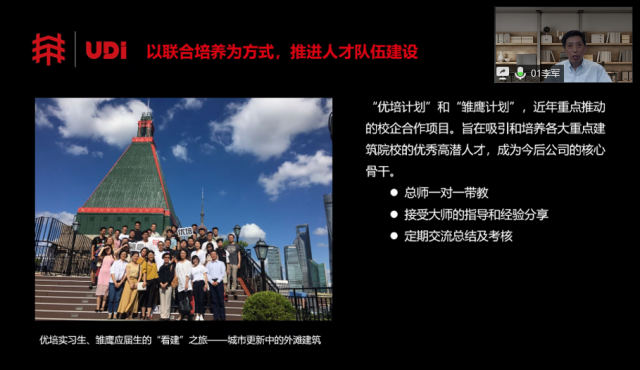 UDi 以联合培养为方式，推进人才队伍建设
01李军
“优培计划”和“雏鹰计划”，近年重点推动
的校企合作项目。旨在吸引和培养各大重点建
筑院校的优秀高潜人才，成为今后公司的核心
骨干。
● 总师一对一带教
● 接受大师的指导和经验分享
● 定期交流总结及考核
优培
优培实习生、雏鹰应届生的“看建”之旅——城市更新中的外滩建筑